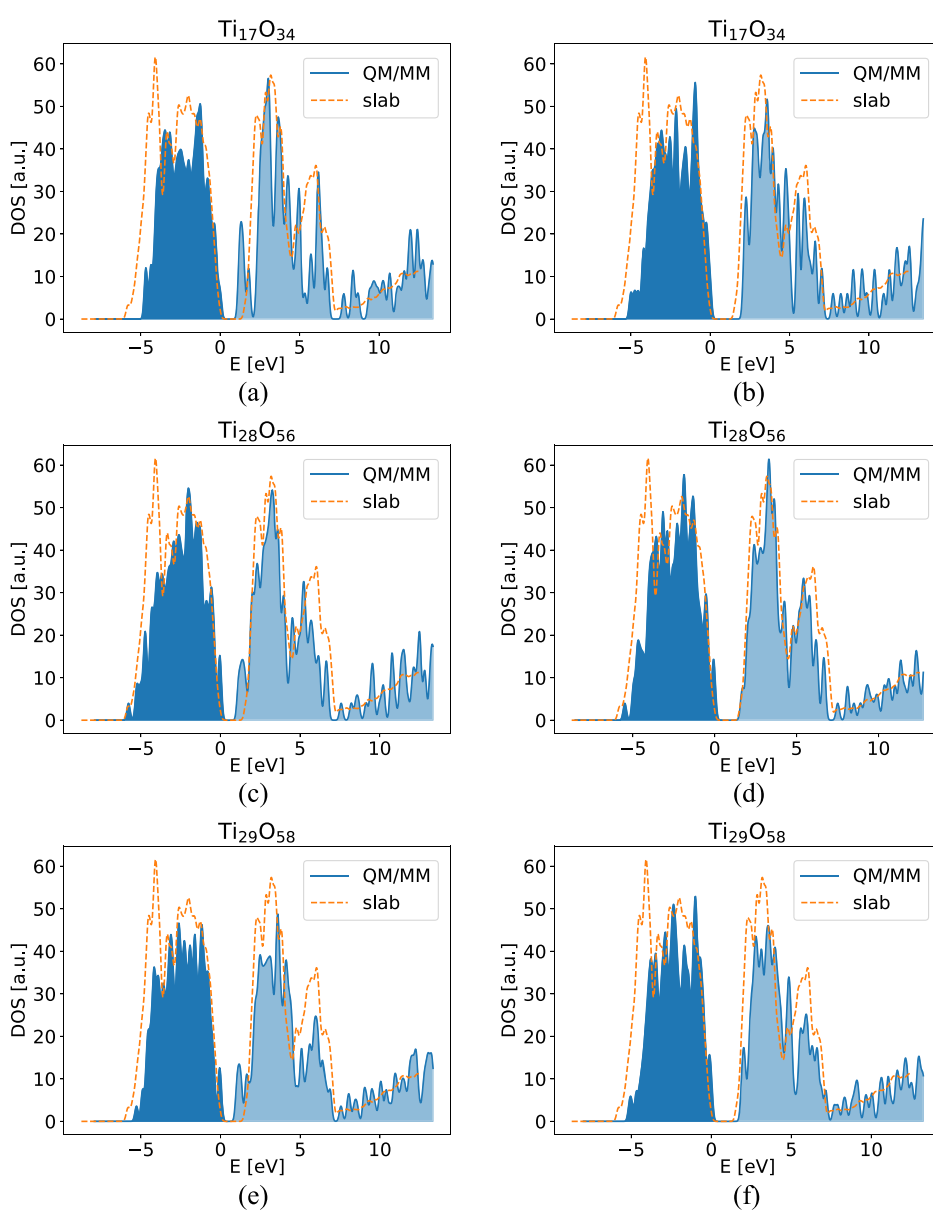 Ti₁₇O₃₄
DOS [a.u.]
60
50
40
30
20
10
0
QM/MM
slab
−5 0 5 10
E [eV]
(a)
Ti₁₇O₃₄
DOS [a.u.]
60
50
40
30
20
10
0
QM/MM
slab
−5 0 5 10
E [eV]
(b)
Ti₂₈O₅₆
DOS [a.u.]
60
50
40
30
20
10
0
QM/MM
slab
−5 0 5 10
E [eV]
(c)
Ti₂₈O₅₆
DOS [a.u.]
60
50
40
30
20
10
0
QM/MM
slab
−5 0 5 10
E [eV]
(d)
Ti₂₉O₅₈
DOS [a.u.]
60
50
40
30
20
10
0
QM/MM
slab
−5 0 5 10
E [eV]
(e)
Ti₂₉O₅₈
DOS [a.u.]
60
50
40
30
20
10
0
QM/MM
slab
−5 0 5 10
E [eV]
(f)